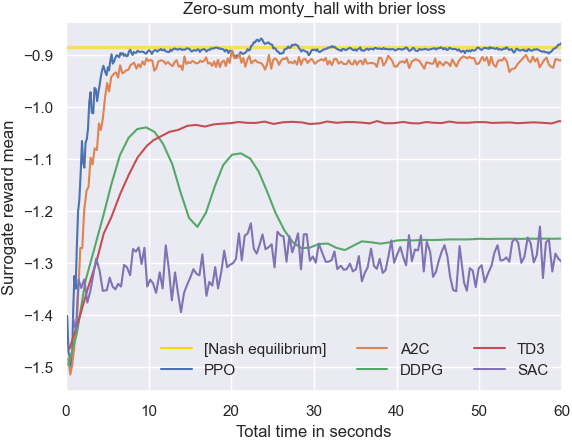 Zero-sum monty_hall with brier loss
Surrogate reward mean
−0.9
−1.0
−1.1
−1.2
−1.3
−1.4
−1.5
[Nash equilibrium]
PPO
A2C
DDPG
TD3
SAC
0
10
20
30
40
50
60
Total time in seconds